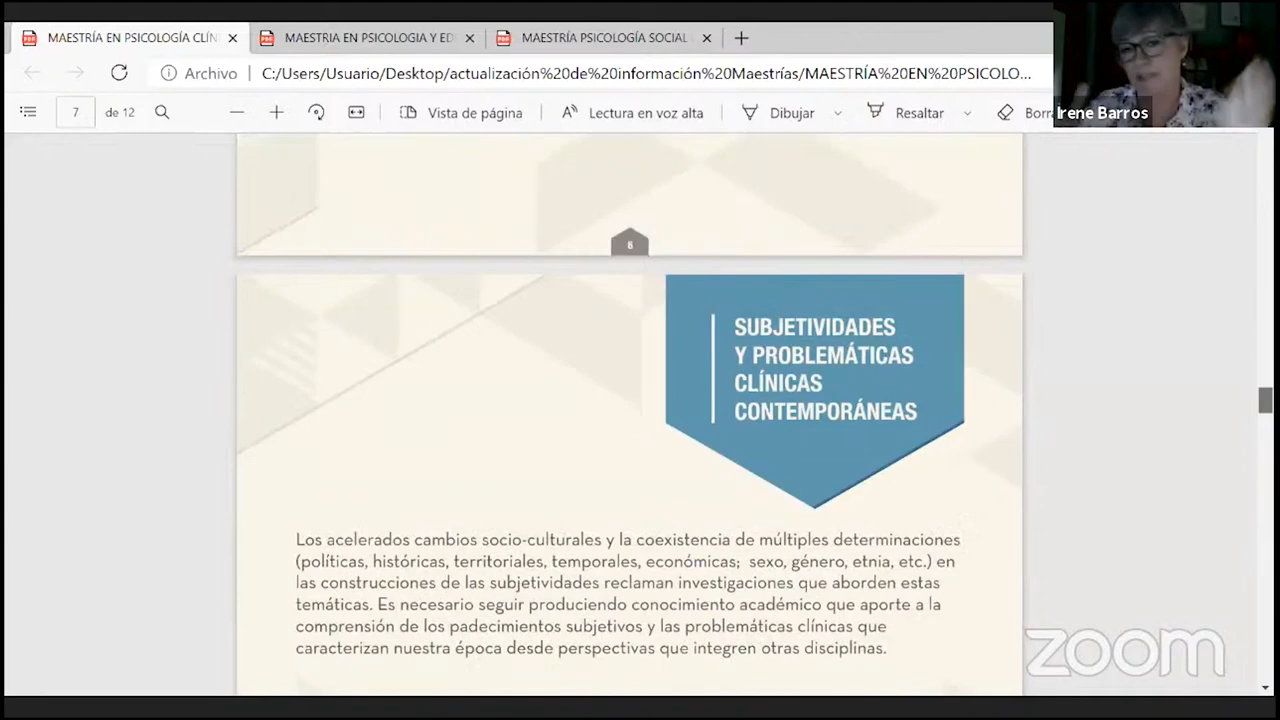 MAESTRÍA EN PSICOLOGÍA CLÍN
MAESTRIA EN PSICOLOGIA Y ED
MAESTRÍA PSICOLOGÍA SOCIAL
Archivo
C:/Users/Usuario/Desktop/actualización%20de%20información%20Maestrías/MAESTRÍA%20EN%20PSICOLO...
7 de 12
Vista de página
Lectura en voz alta
Dibujar
Resaltar
Borra
Irene Barros
6
SUBJETIVIDADES
Y PROBLEMÁTICAS
CLÍNICAS
CONTEMPORÁNEAS
Los acelerados cambios socio-culturales y la coexistencia de múltiples determinaciones
(políticas, históricas, territoriales, temporales, económicas; sexo, género, etnia, etc.) en
las construcciones de las subjetividades reclaman investigaciones que aborden estas
temáticas. Es necesario seguir produciendo conocimiento académico que aporte a la
comprensión de los padecimientos subjetivos y las problemáticas clínicas que
caracterizan nuestra época desde perspectivas que integren otras disciplinas.
zoom